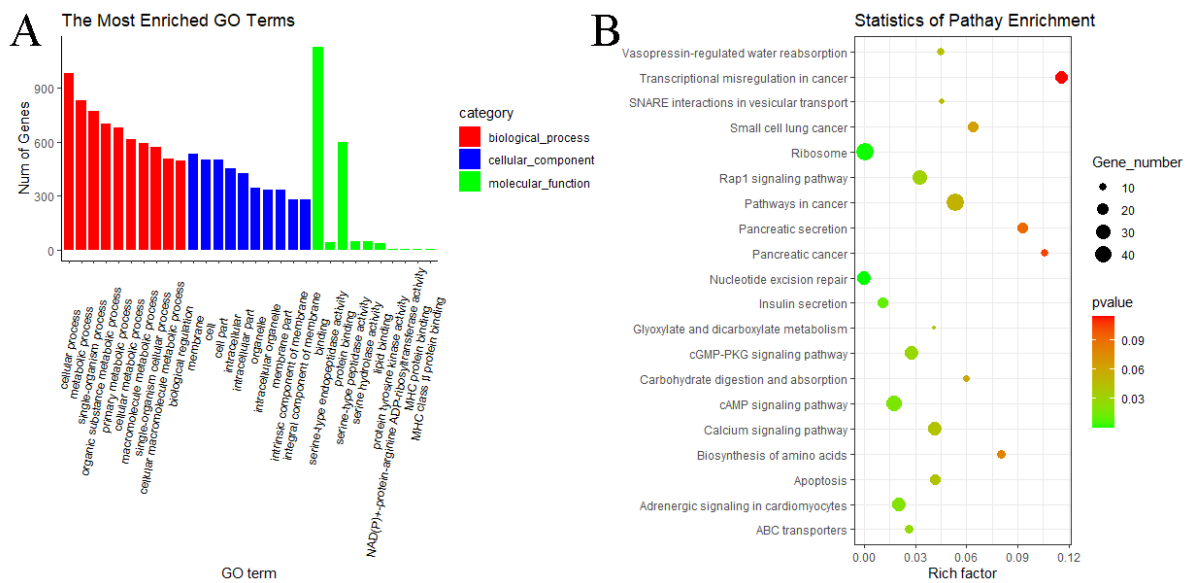 A
The Most Enriched GO Terms
Num of Genes
900
600
300
0
category
biological_process
cellular_component
molecular_function
cellular process
metabolic process
single-organism process
organic substance metabolic process
primary metabolic process
cellular metabolic process
macromolecule metabolic process
single-organism cellular process
cellular macromolecule metabolic process
biological regulation
membrane
cell
cell part
intracellular
intracellular part
organelle
intracellular organelle
membrane part
intrinsic component of membrane
integral component of membrane
binding
serine-type endopeptidase activity
protein binding
serine-type peptidase activity
serine hydrolase activity
lipid binding
protein tyrosine kinase activity
NAD(P)+-protein-arginine ADP-ribosyltransferase activity
MHC protein binding
MHC class II protein binding
GO term
B
Statistics of Pathay Enrichment
Vasopressin-regulated water reabsorption
Transcriptional misregulation in cancer
SNARE interactions in vesicular transport
Small cell lung cancer
Ribosome
Rap1 signaling pathway
Pathways in cancer
Pancreatic secretion
Pancreatic cancer
Nucleotide excision repair
Insulin secretion
Glyoxylate and dicarboxylate metabolism
cGMP-PKG signaling pathway
Carbohydrate digestion and absorption
cAMP signaling pathway
Calcium signaling pathway
Biosynthesis of amino acids
Apoptosis
Adrenergic signaling in cardiomyocytes
ABC transporters
0.00 0.03 0.06 0.09 0.12
Rich factor
Gene_number
10
20
30
40
pvalue
0.09
0.06
0.03